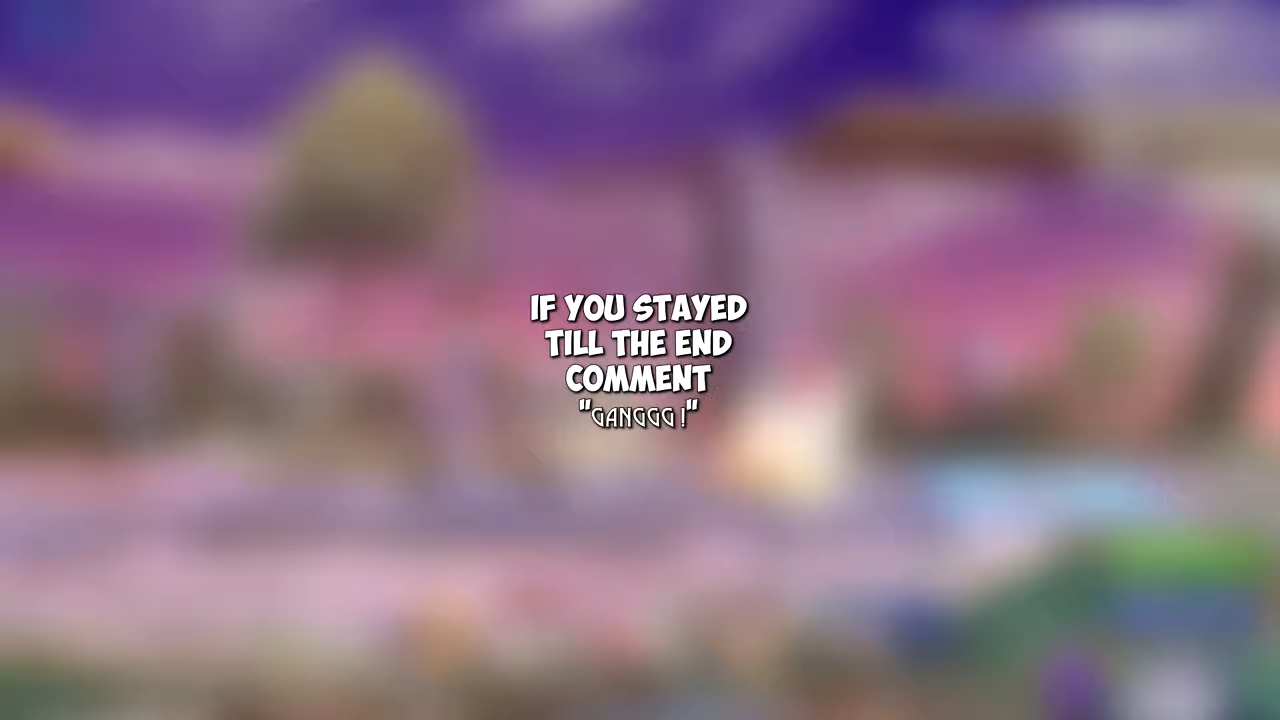 IF YOU STAYED
TILL THE END
COMMENT
"GANGGG !"